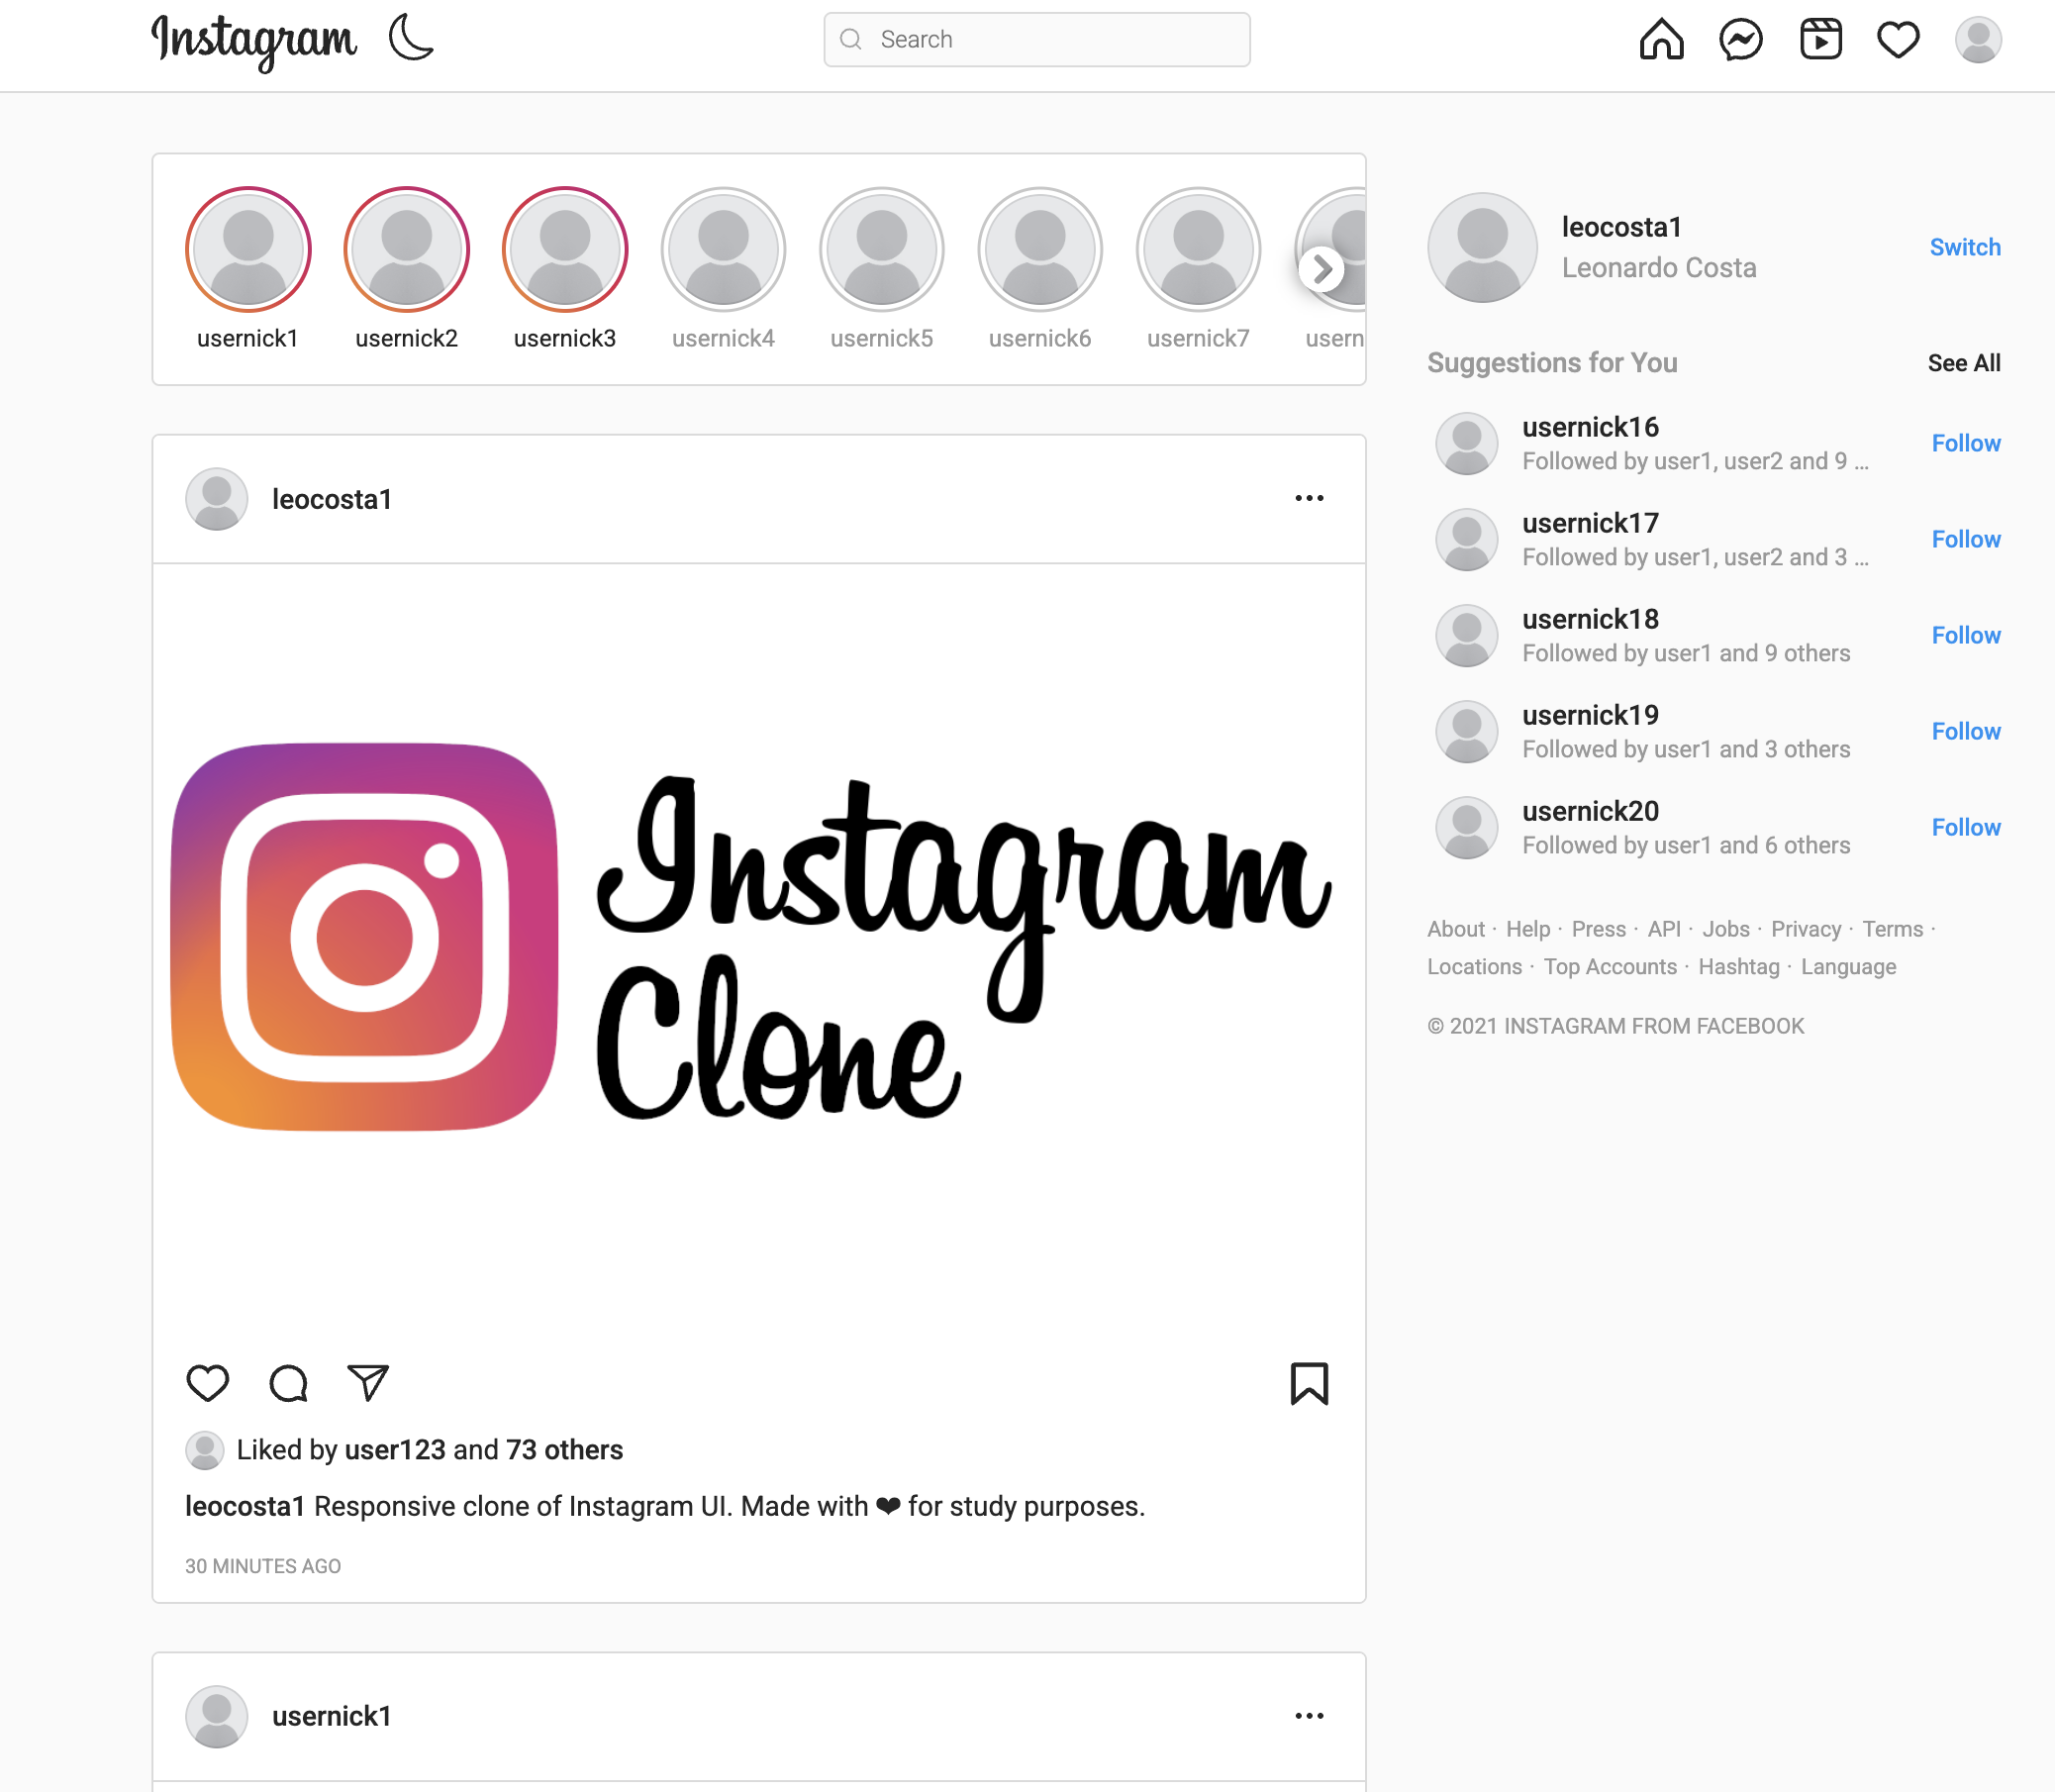 Instagram
Search
usernick1 usernick2 usernick3 usernick4 usernick5 usernick6 usernick7 usern
leocosta1
Leonardo Costa
Switch
Suggestions for You See All
usernick16
Followed by user1, user2 and 9 ...
Follow
usernick17
Followed by user1, user2 and 3 ...
Follow
usernick18
Followed by user1 and 9 others
Follow
usernick19
Followed by user1 and 3 others
Follow
usernick20
Followed by user1 and 6 others
Follow
About · Help · Press · API · Jobs · Privacy · Terms ·
Locations · Top Accounts · Hashtag · Language
© 2021 INSTAGRAM FROM FACEBOOK
leocosta1
Instagram
Clone
Liked by user123 and 73 others
leocosta1 Responsive clone of Instagram UI. Made with ❤ for study purposes.
30 MINUTES AGO
usernick1